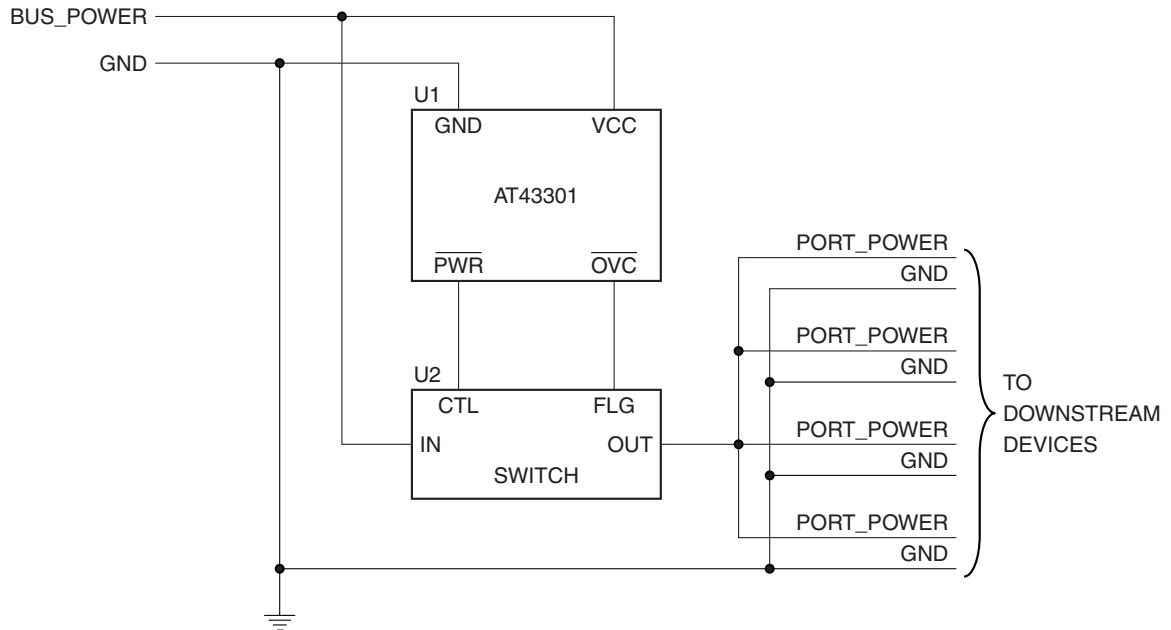 BUS_POWER
GND
U1
GND VCC
AT43301
PWR OVC
U2
CTL FLG
IN OUT
SWITCH
PORT_POWER
GND
PORT_POWER
GND
PORT_POWER
GND
PORT_POWER
GND
TO
DOWNSTREAM
DEVICES